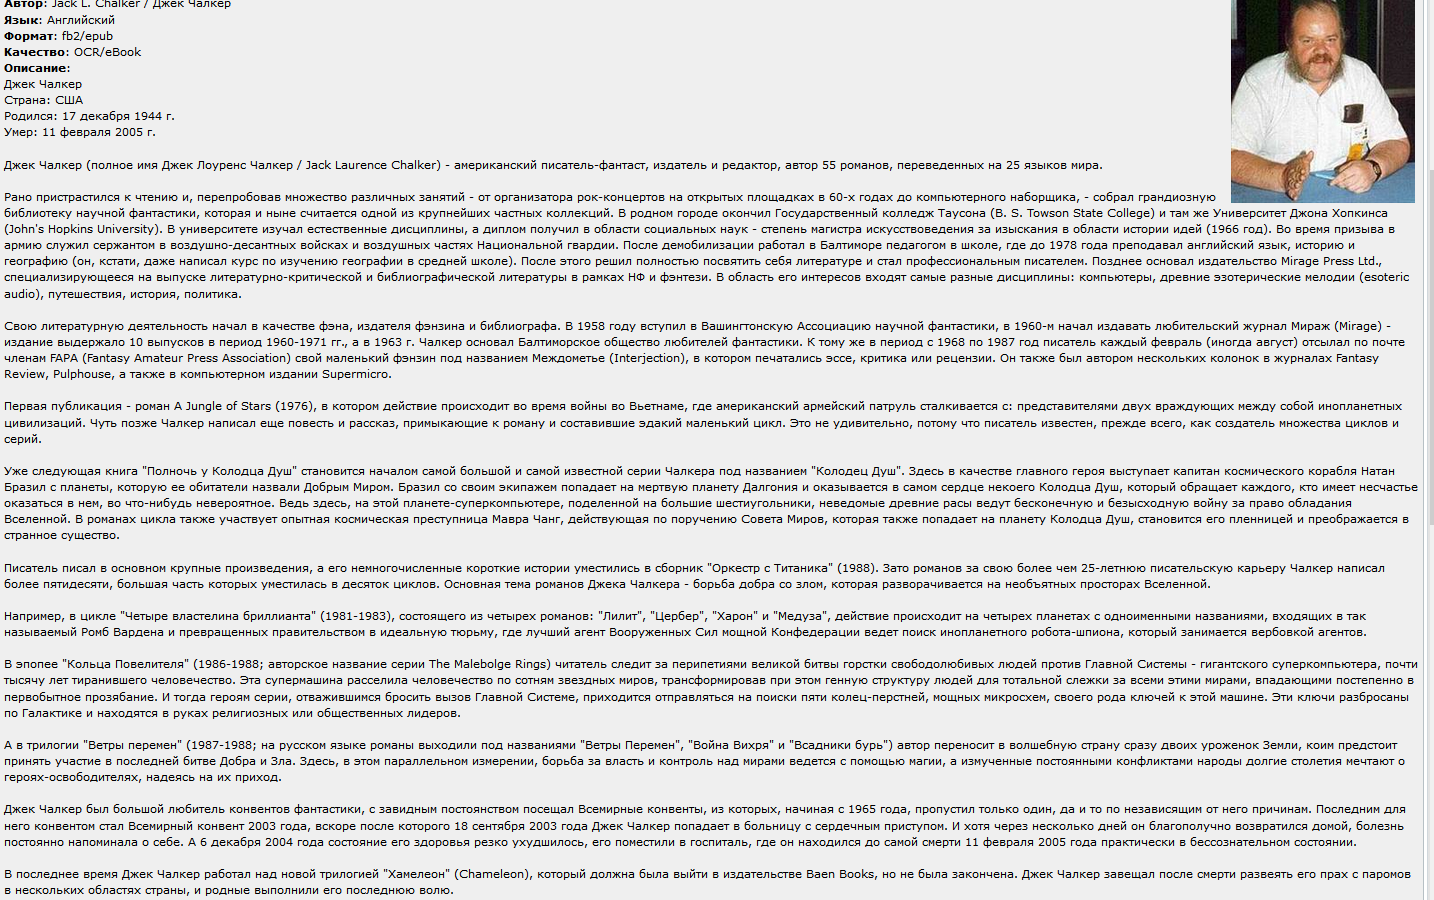 Автор: Jack L. Chalker / Джек Чалкер
Язык: Английский
Формат: fb2/epub
Качество: OCR/eBook
Описание:
Джек Чалкер
Страна: США
Родился: 17 декабря 1944 г.
Умер: 11 февраля 2005 г.
Джек Чалкер (полное имя Джек Лоуренс Чалкер / Jack Laurence Chalker) - американский писатель-фантаст, издатель и редактор, автор 55 романов, переведенных на 25 языков мира.
Рано пристрастился к чтению и, перепробовав множество различных занятий - от организатора рок-концертов на открытых площадках в 60-х годах до компьютерного наборщика, - собрал грандиозную
библиотеку научной фантастики, которая и ныне считается одной из крупнейших частных коллекций. В родном городе окончил Государственный колледж Таусона (B. S. Towson State College) и там же Университет Джона Хопкинса
(John's Hopkins University). В университете изучал естественные дисциплины, а диплом получил в области социальных наук - степень магистра искусствоведения за изыскания в области истории идей (1966 год). Во время призыва в
армию служил сержантом в воздушно-десантных войсках и воздушных частях Национальной гвардии. После демобилизации работал в Балтиморе педагогом в школе, где до 1978 года преподавал английский язык, историю и
географию (он, кстати, даже написал курс по изучению географии в средней школе). После этого решил полностью посвятить себя литературе и стал профессиональным писателем. Позднее основал издательство Mirage Press Ltd.,
специализирующееся на выпуске литературно-критической и библиографической литературы в рамках НФ и фэнтези. В область его интересов входят самые разные дисциплины: компьютеры, древние эзотерические мелодии (esoteric
audio), путешествия, история, политика.
Свою литературную деятельность начал в качестве фэна, издателя фэнзина и библиографа. В 1958 году вступил в Вашингтонскую Ассоциацию научной фантастики, в 1960-м начал издавать любительский журнал Мираж (Mirage) -
издание выдержало 10 выпусков в период 1960-1971 гг., а в 1963 г. Чалкер основал Балтиморское общество любителей фантастики. К тому же в период с 1968 по 1987 год писатель каждый февраль (иногда август) отсылал по почте
членам FAPA (Fantasy Amateur Press Association) свой маленький фэнзин под названием Междометье (Interjection), в котором печатались эссе, критика или рецензии. Он также был автором нескольких колонок в журналах Fantasy
Review, Pulphouse, а также в компьютерном издании Supermicro.
Первая публикация - роман A Jungle of Stars (1976), в котором действие происходит во время войны во Вьетнаме, где американский армейский патруль сталкивается с: представителями двух враждующих между собой инопланетных
цивилизаций. Чуть позже Чалкер написал еще повесть и рассказ, примыкающие к роману и составившие эдакий маленький цикл. Это не удивительно, потому что писатель известен, прежде всего, как создатель множества циклов и
серий.
Уже следующая книга "Полночь у Колодца Душ" становится началом самой большой и самой известной серии Чалкера под названием "Колодец Душ". Здесь в качестве главного героя выступает капитан космического корабля Натан
Бразил с планеты, которую ее обитатели назвали Добрым Миром. Бразил со своим экипажем попадает на мертвую планету Далгония и оказывается в самом сердце некоего Колодца Душ, который обращает каждого, кто имеет несчастье
оказаться в нем, во что-нибудь невероятное. Ведь здесь, на этой планете-суперкомпьютере, поделенной на большие шестиугольники, неведомые древние расы ведут бесконечную и безысходную войну за право обладания
Вселенной. В романах цикла также участвует опытная космическая преступница Мавра Чанг, действующая по поручению Совета Миров, которая также попадает на планету Колодца Душ, становится его пленницей и преображается в
странное существо.
Писатель писал в основном крупные произведения, а его немногочисленные короткие истории уместились в сборник "Оркестр с Титаника" (1988). Зато романов за свою более чем 25-летнюю писательскую карьеру Чалкер написал
более пятидесяти, большая часть которых уместилась в десяток циклов. Основная тема романов Джека Чалкера - борьба добра со злом, которая разворачивается на необъятных просторах Вселенной.
Например, в цикле "Четыре властелина бриллианта" (1981-1983), состоящего из четырех романов: "Лилит", "Цербер", "Харон" и "Медуза", действие происходит на четырех планетах с одноименными названиями, входящих в так
называемый Ромб Вардена и превращенных правительством в идеальную тюрьму, где лучший агент Вооруженных Сил мощной Конфедерации ведет поиск инопланетного робота-шпиона, который занимается вербовкой агентов.
В эпопее "Кольца Повелителя" (1986-1988; авторское название серии The Malebolge Rings) читатель следит за перипетиями великой битвы горстки свободолюбивых людей против Главной Системы - гигантского суперкомпьютера, почти
тысячу лет тиранившего человечество. Эта супермашина расселила человечество по сотням звездных миров, трансформировав при этом генную структуру людей для тотальной слежки за всеми этими мирами, впадающими постепенно в
первобытное прозябание. И тогда героям серии, отважившимся бросить вызов Главной Системе, приходится отправляться на поиски пяти колец-перстней, мощных микросхем, своего рода ключей к этой машине. Эти ключи разбросаны
по Галактике и находятся в руках религиозных или общественных лидеров.
А в трилогии "Ветры перемен" (1987-1988; на русском языке романы выходили под названиями "Ветры Перемен", "Война Вихря" и "Всадники бурь") автор переносит в волшебную страну сразу двоих уроженок Земли, коим предстоит
принять участие в последней битве Добра и Зла. Здесь, в этом параллельном измерении, борьба за власть и контроль над мирами ведется с помощью магии, а измученные постоянными конфликтами народы долгие столетия мечтают о
героях-освободителях, надеясь на их приход.
Джек Чалкер был большой любитель конвентов фантастики, с завидным постоянством посещал Всемирные конвенты, из которых, начиная с 1965 года, пропустил только один, да и то по независящим от него причинам. Последним для
него конвентом стал Всемирный конвент 2003 года, вскоре после которого 18 сентября 2003 года Джек Чалкер попадает в больницу с сердечным приступом. И хотя через несколько дней он благополучно возвратился домой, болезнь
постоянно напоминала о себе. А 6 декабря 2004 года состояние его здоровья резко ухудшилось, его поместили в госпиталь, где он находился до самой смерти 11 февраля 2005 года практически в бессознательном состоянии.
В последнее время Джек Чалкер работал над новой трилогией "Хамелеон" (Chameleon), который должна была выйти в издательстве Baen Books, но не была закончена. Джек Чалкер завещал после смерти развеять его прах с паромов
в нескольких областях страны, и родные выполнили его последнюю волю.